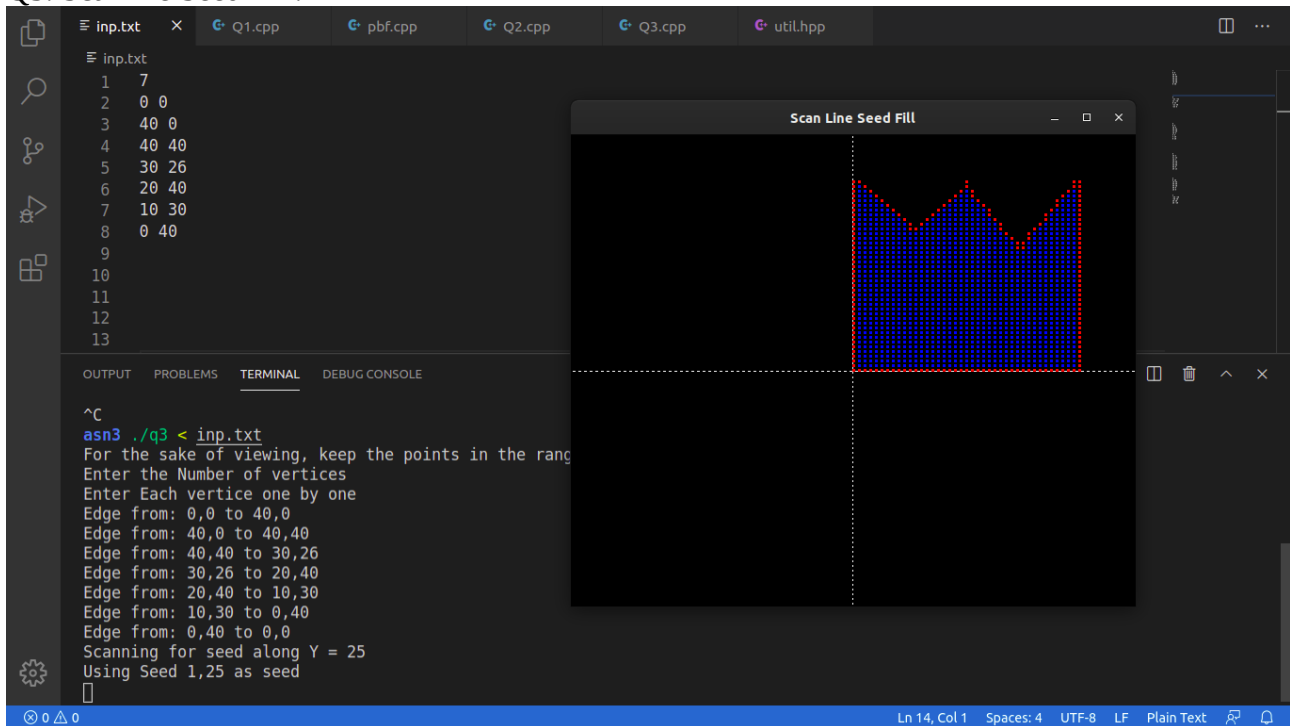 inp.txt Q1.cpp pbf.cpp Q2.cpp Q3.cpp util.hpp
inp.txt
1 7
2 0 0
3 40 0
4 40 40
5 30 26
6 20 40
7 10 30
8 0 40
9
10
11
12
13
Scan Line Seed Fill
OUTPUT PROBLEMS TERMINAL DEBUG CONSOLE
^C
asn3 ./q3 < inp.txt
For the sake of viewing, keep the points in the rang
Enter the Number of vertices
Enter Each vertice one by one
Edge from: 0,0 to 40,0
Edge from: 40,0 to 40,40
Edge from: 40,40 to 30,26
Edge from: 30,26 to 20,40
Edge from: 20,40 to 10,30
Edge from: 10,30 to 0,40
Edge from: 0,40 to 0,0
Scanning for seed along Y = 25
Using Seed 1,25 as seed
0 0 Ln 14, Col 1 Spaces: 4 UTF-8 LF Plain Text